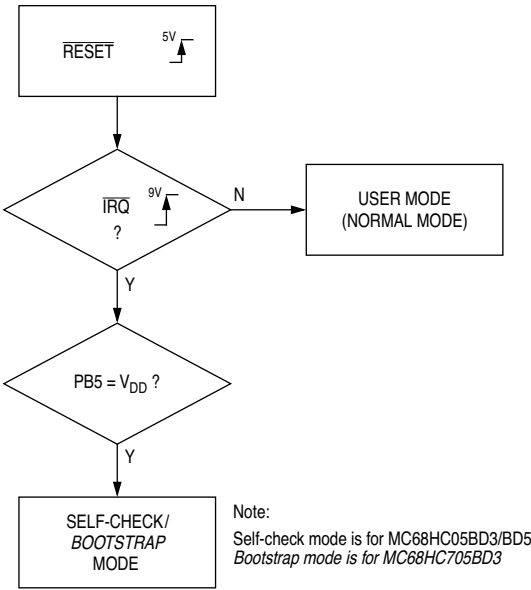 RESET 5V
IRQ 9V
?
N
USER MODE
(NORMAL MODE)
Y
PB5 = VDD ?
Y
SELF-CHECK/
BOOTSTRAP
MODE
Note:
Self-check mode is for MC68HC05BD3/BD5
Bootstrap mode is for MC68HC705BD3